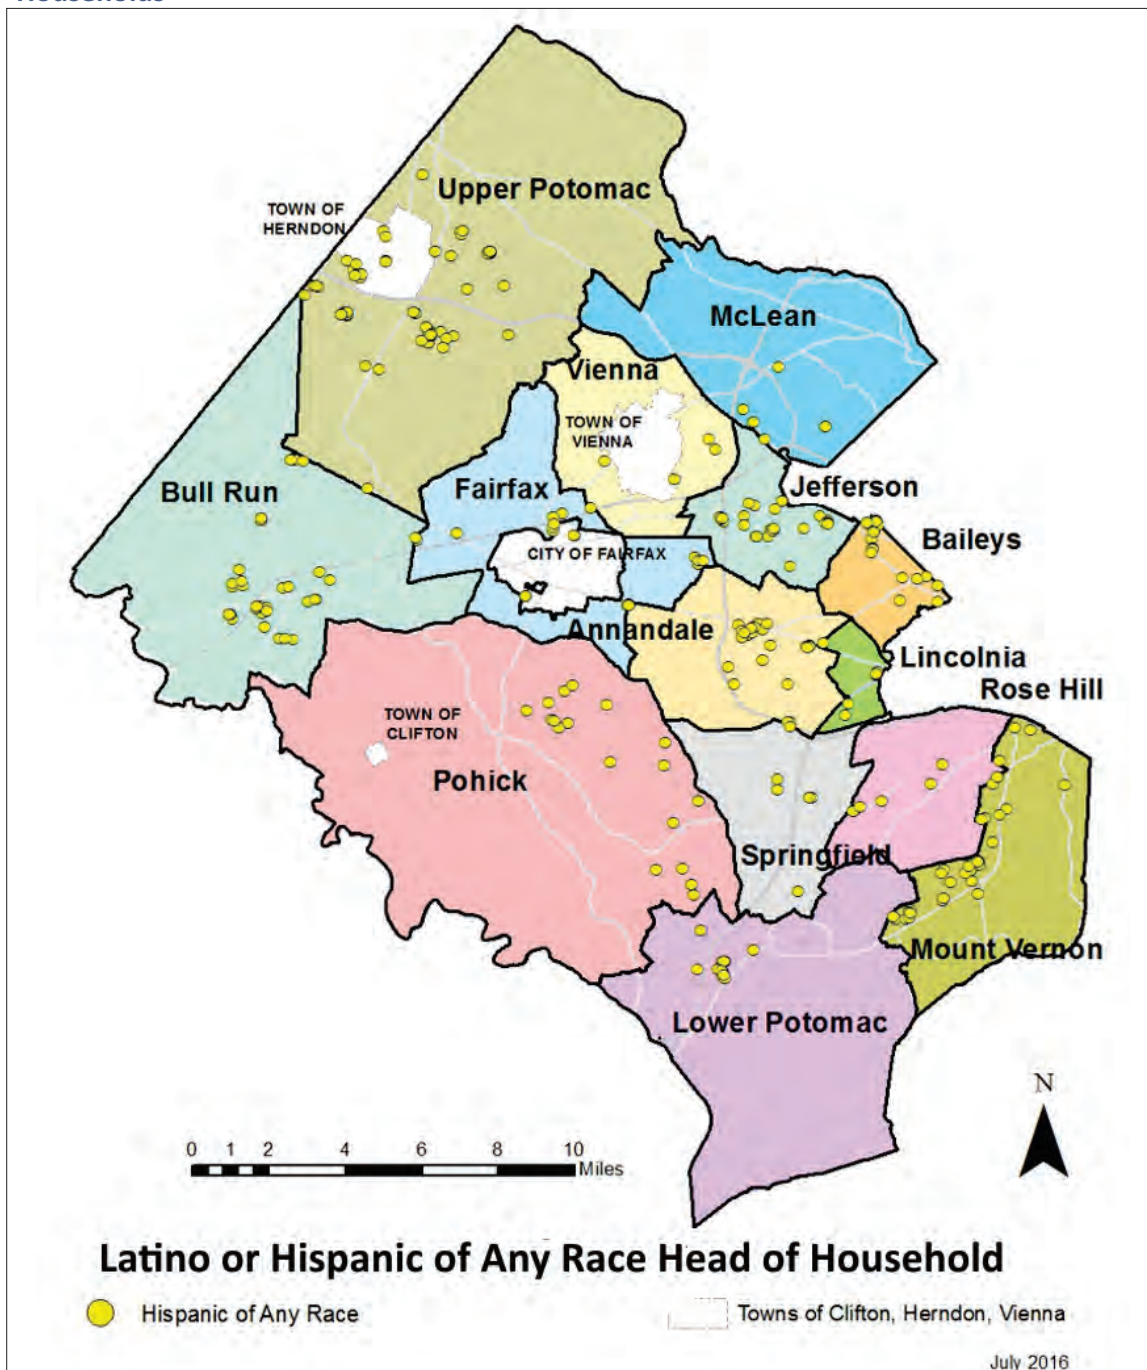 Households
Upper Potomac
TOWN OF
HERNDON
McLean
Vienna
TOWN OF
VIENNA
Bull Run
Fairfax
Jefferson
Baileys
CITY OF FAIRFAX
Annandale
Lincolnia
Rose Hill
TOWN OF
CLIFTON
Pohick
Springfield
Mount Vernon
Lower Potomac
N
0 1 2 4 6 8 10
Miles
Latino or Hispanic of Any Race Head of Household
Hispanic of Any Race
Towns of Clifton, Herndon, Vienna
July 2016